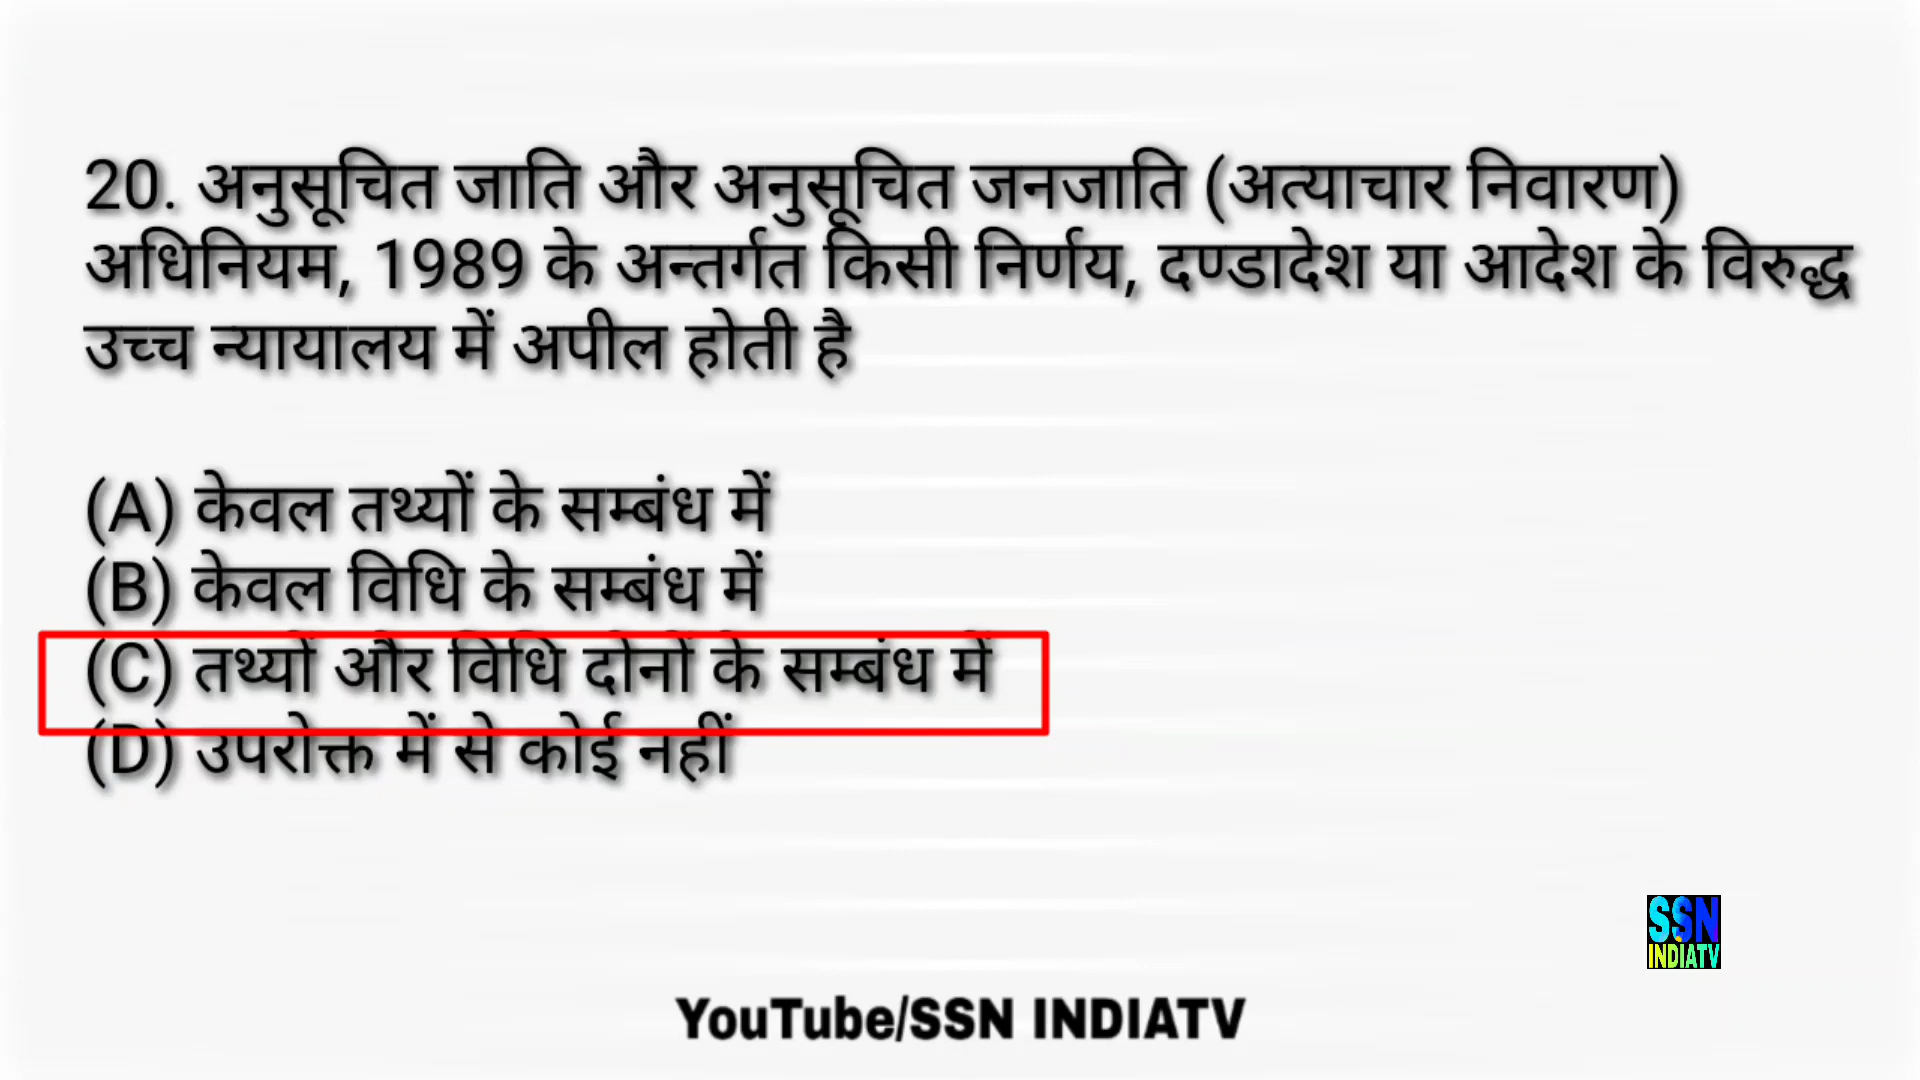 20. अनुसूचित जाति और अनुसूचित जनजाति (अत्याचार निवारण)
अधिनियम, 1989 के अन्तर्गत किसी निर्णय, दण्डादेश या आदेश के विरुद्ध
उच्च न्यायालय में अपील होती है
(A) केवल तथ्यों के सम्बंध में
(B) केवल विधि के सम्बंध में
(C) तथ्यों और विधि दोनों के सम्बंध में
(D) उपरोक्त में से कोई नहीं
SSN
INDIATV
YouTube/SSN INDIATV